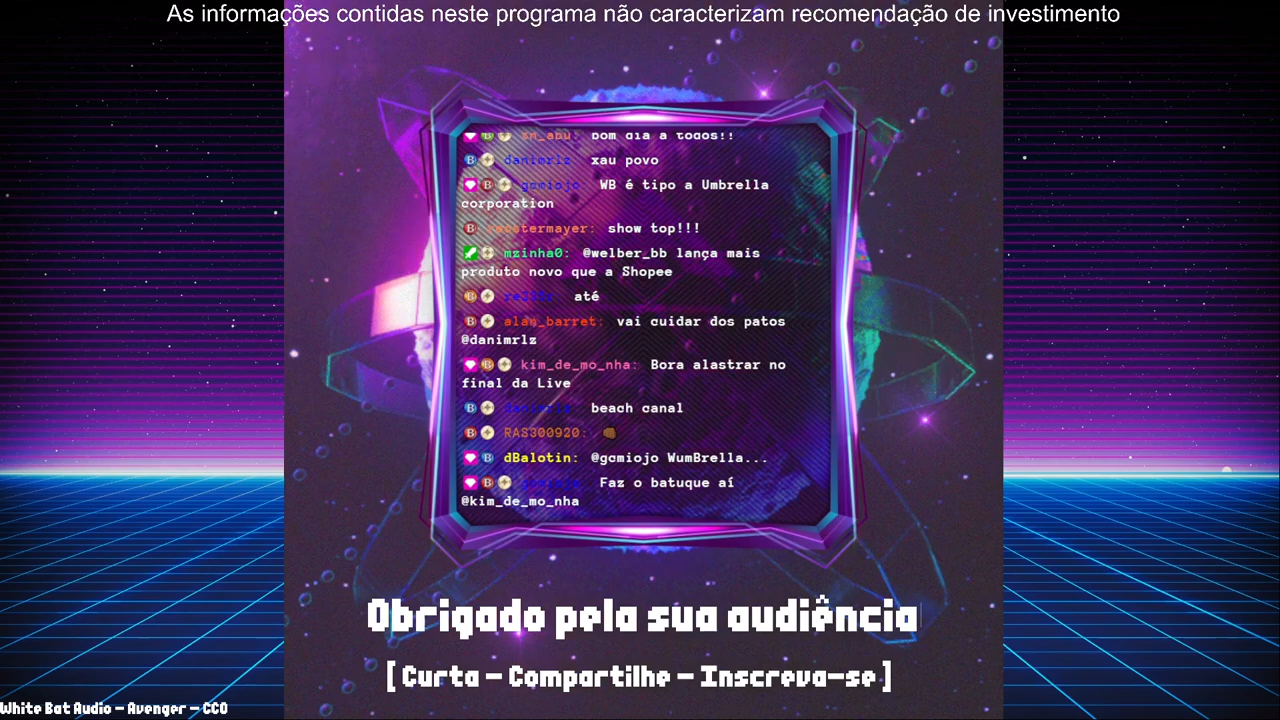 As informações contidas neste programa não caracterizam recomendação de investimento
bom dia a todos!!
danimrlz xau povo
gcmiojo WB é tipo a Umbrella
corporation
show top!!!
mzinha0: @welber_bb lança mais
produto novo que a Shopee
até
alan_barret: vai cuidar dos patos
@danimrlz
kim_de_mo_nha: Bora alastrar no
final da Live
danimrlz beach canal
RAS300920:
dBalotin: @gcmiojo WumBrella...
gcmiojo Faz o batuque aí
@kim_de_mo_nha
Obrigado pela sua audiência
[ Curta - Compartilhe - Inscreva-se ]
White Bat Audio - Avenger - CC0